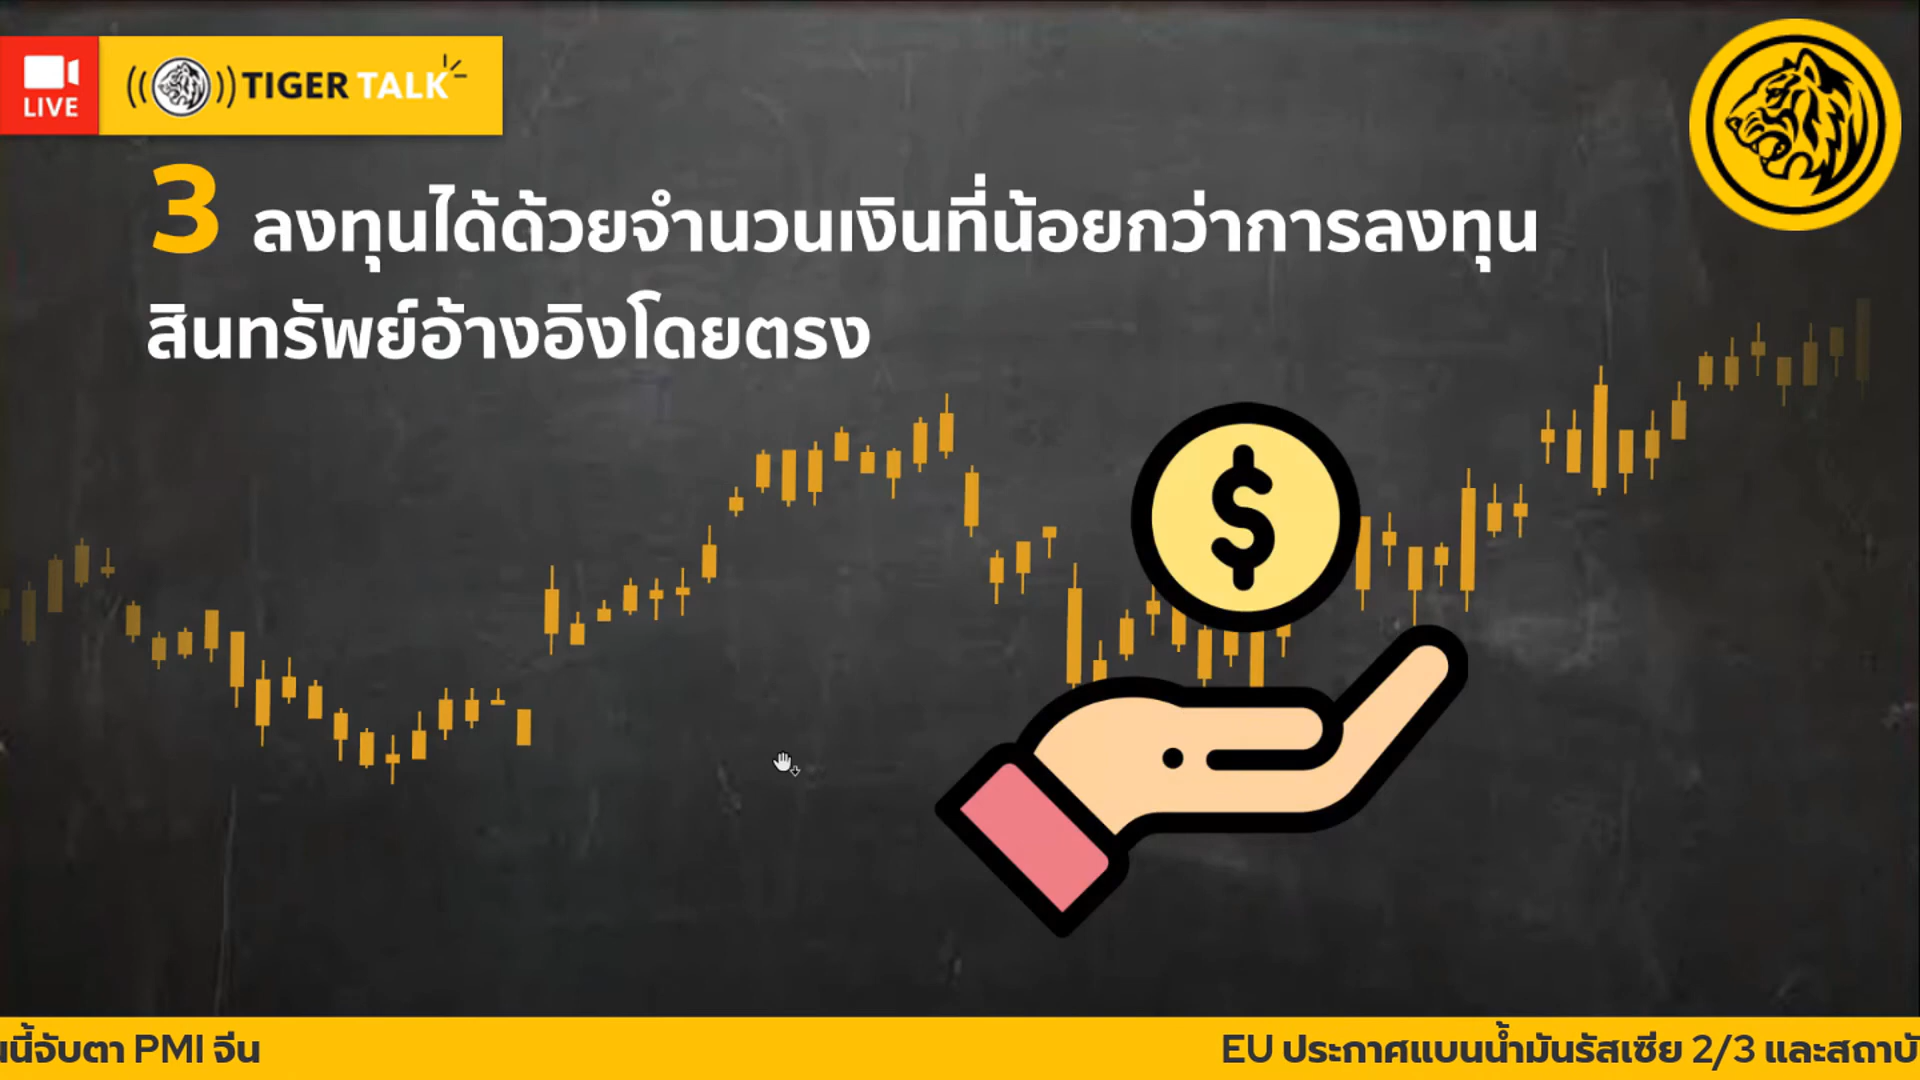 LIVE
TIGER TALK
3 ลงทุนได้ด้วยจำนวนเงินที่น้อยกว่าการลงทุน
สินทรัพย์อ้างอิงโดยตรง
$
นี้จับตา PMI จีน
EU ประกาศแบนน้ำมันรัสเซีย 2/3 และสถาบั